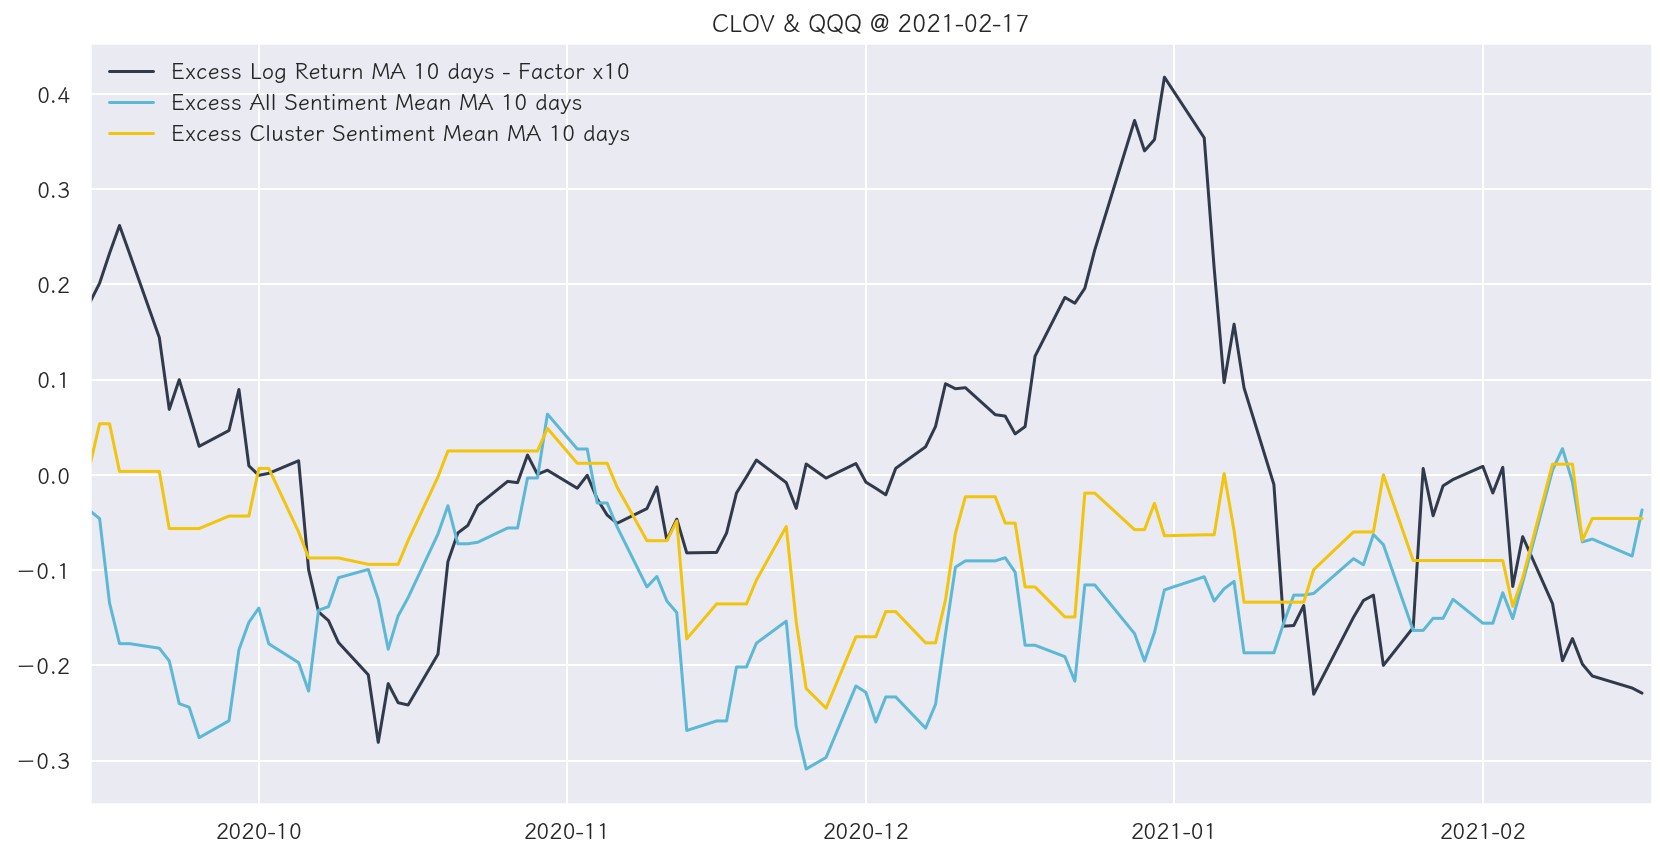 CLOV & QQQ @ 2021-02-17
Excess Log Return MA 10 days - Factor x10
Excess All Sentiment Mean MA 10 days
Excess Cluster Sentiment Mean MA 10 days
0.4
0.3
0.2
0.1
0.0
−0.1
−0.2
−0.3
2020-10 2020-11 2020-12 2021-01 2021-02